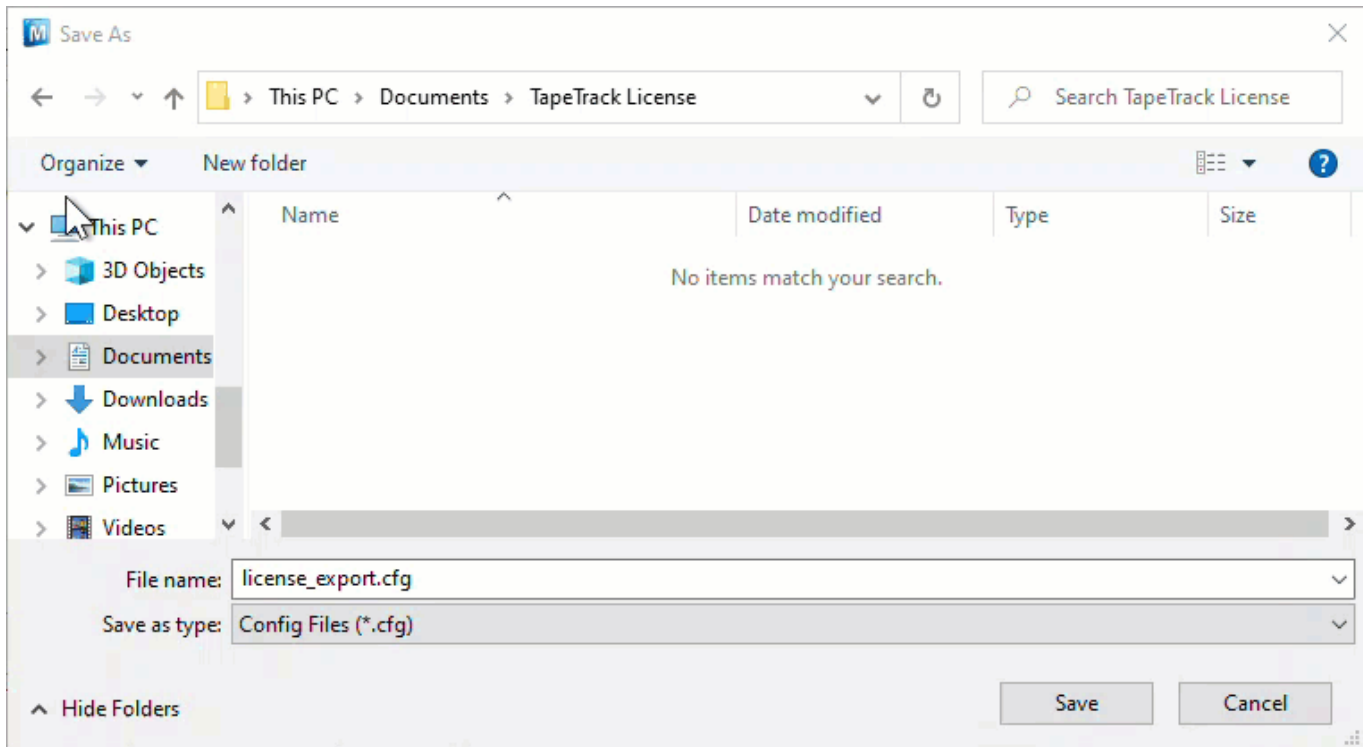 Save As
This PC > Documents > TapeTrack License
Search TapeTrack License
Organize
New folder
?
This PC
3D Objects
Desktop
Documents
Downloads
Music
Pictures
Videos
Name
Date modified
Type
Size
No items match your search.
File name: license_export.cfg
Save as type: Config Files (*.cfg)
Hide Folders
Save
Cancel